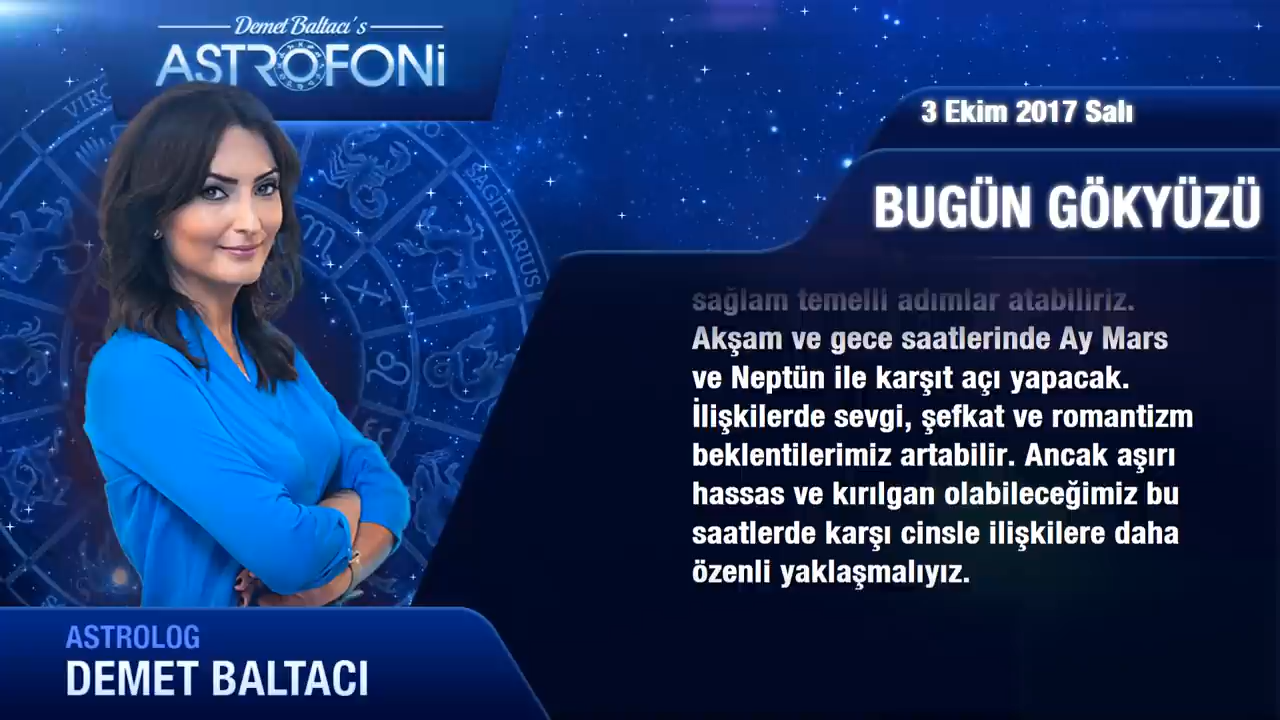 Demet Baltacı's
ASTROFONi
VIRGO
SAGITTARIUS
3 Ekim 2017 Salı
BUGÜN GÖKYÜZÜ
sağlam temelli adımlar atabiliriz.
Akşam ve gece saatlerinde Ay Mars
ve Neptün ile karşıt açı yapacak.
İlişkilerde sevgi, şefkat ve romantizm
beklentilerimiz artabilir. Ancak aşırı
hassas ve kırılgan olabileceğimiz bu
saatlerde karşı cinsle ilişkilere daha
özenli yaklaşmalıyız.
ASTROLOG
DEMET BALTACI